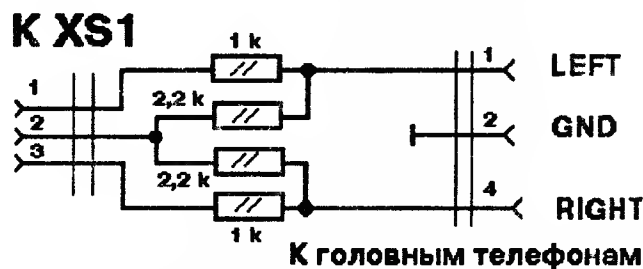 К XS1
1 k
1
LEFT
1
2,2 k
2
2
GND
3
2,2 k
4
RIGHT
1 k
К головным телефонам